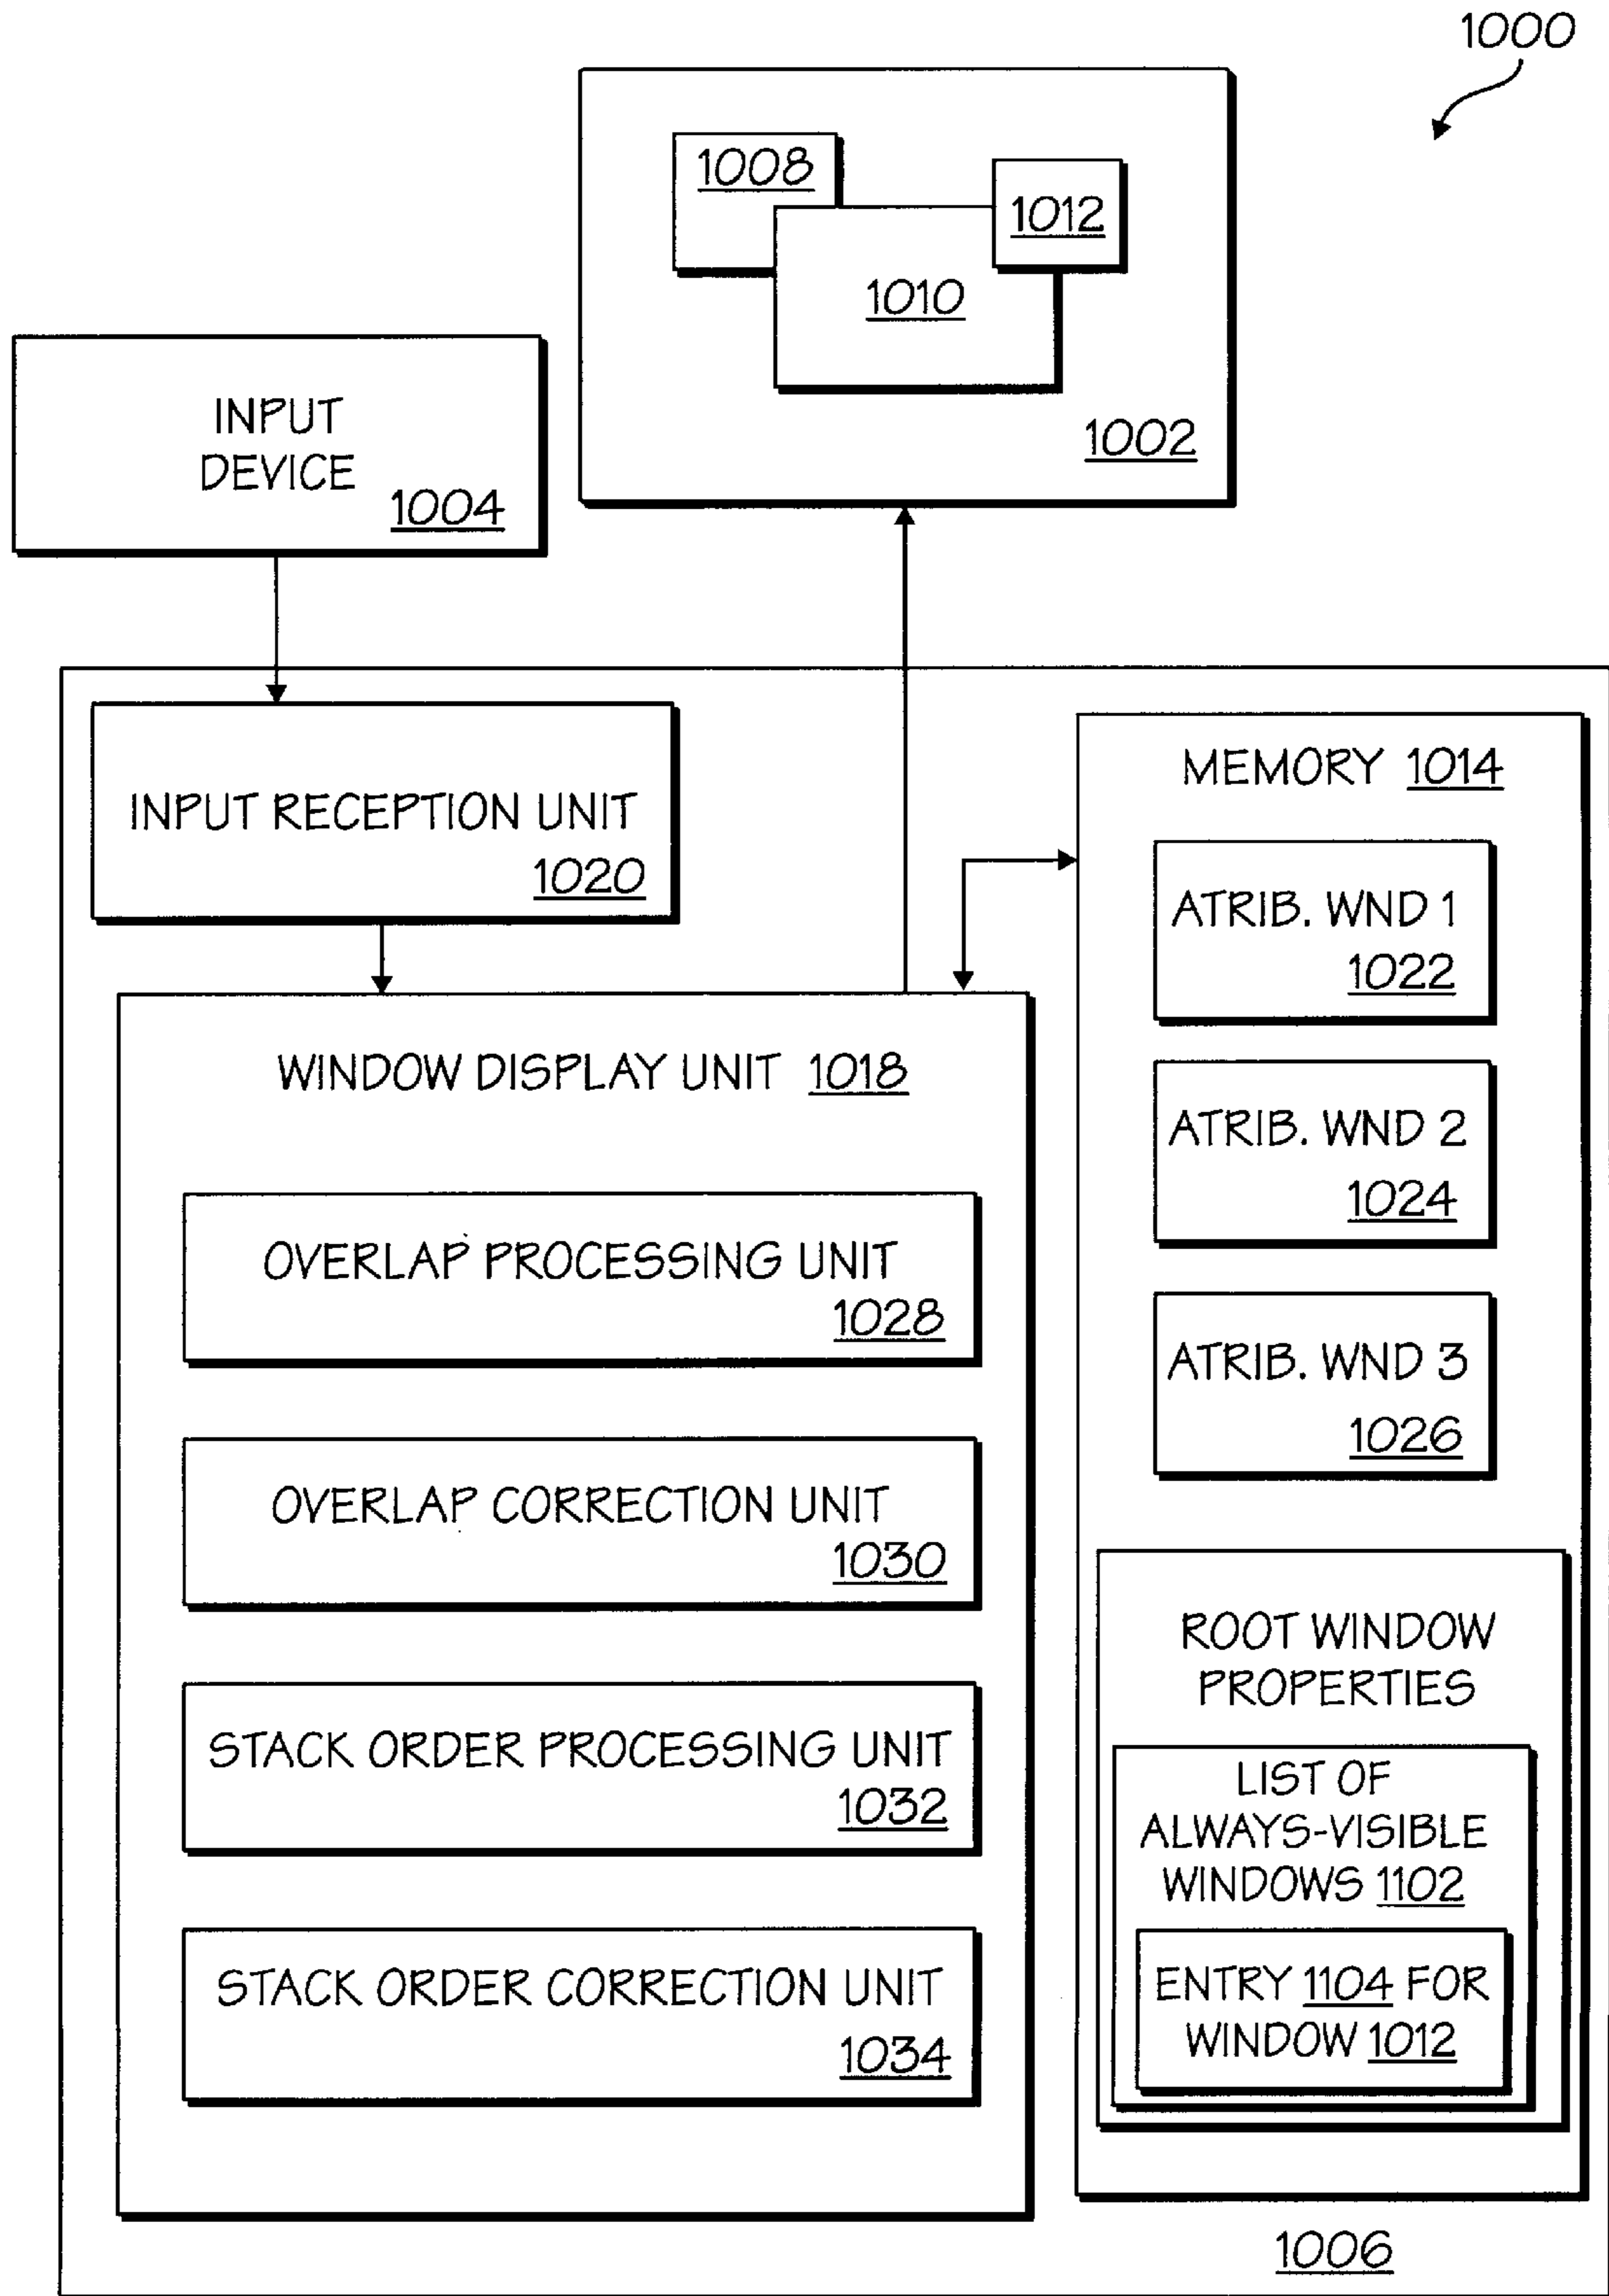 1000
1008
1012
1010
1002
INPUT
DEVICE
1004
INPUT RECEPTION UNIT
1020
MEMORY 1014
ATRIB. WND 1
1022
ATRIB. WND 2
1024
ATRIB. WND 3
1026
WINDOW DISPLAY UNIT 1018
OVERLAP PROCESSING UNIT
1028
OVERLAP CORRECTION UNIT
1030
STACK ORDER PROCESSING UNIT
1032
STACK ORDER CORRECTION UNIT
1034
ROOT WINDOW
PROPERTIES
LIST OF
ALWAYS-VISIBLE
WINDOWS 1102
ENTRY 1104 FOR
WINDOW 1012
1006